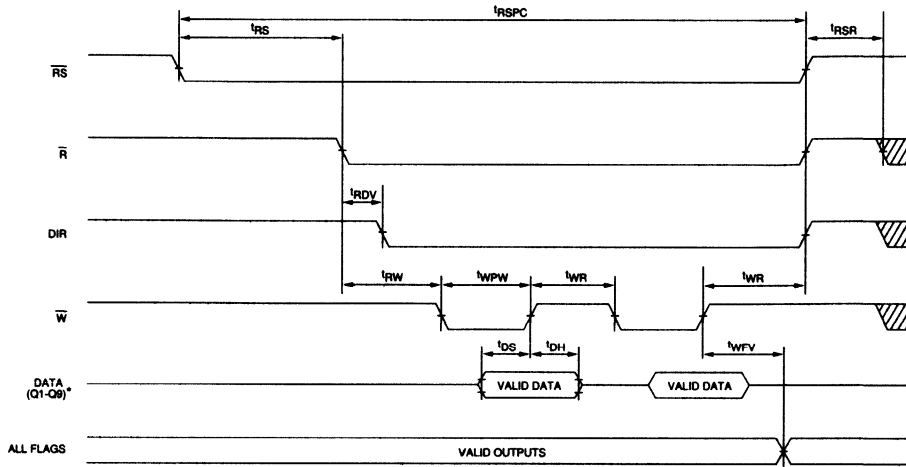 tRSPC
tRS
tRSR
RS
R
tRDV
DIR
tRW
tWPW
tWR
tWR
W
tDS
tDH
tWFV
DATA
(Q1-Q9)*
VALID DATA
VALID DATA
ALL FLAGS
VALID OUTPUTS